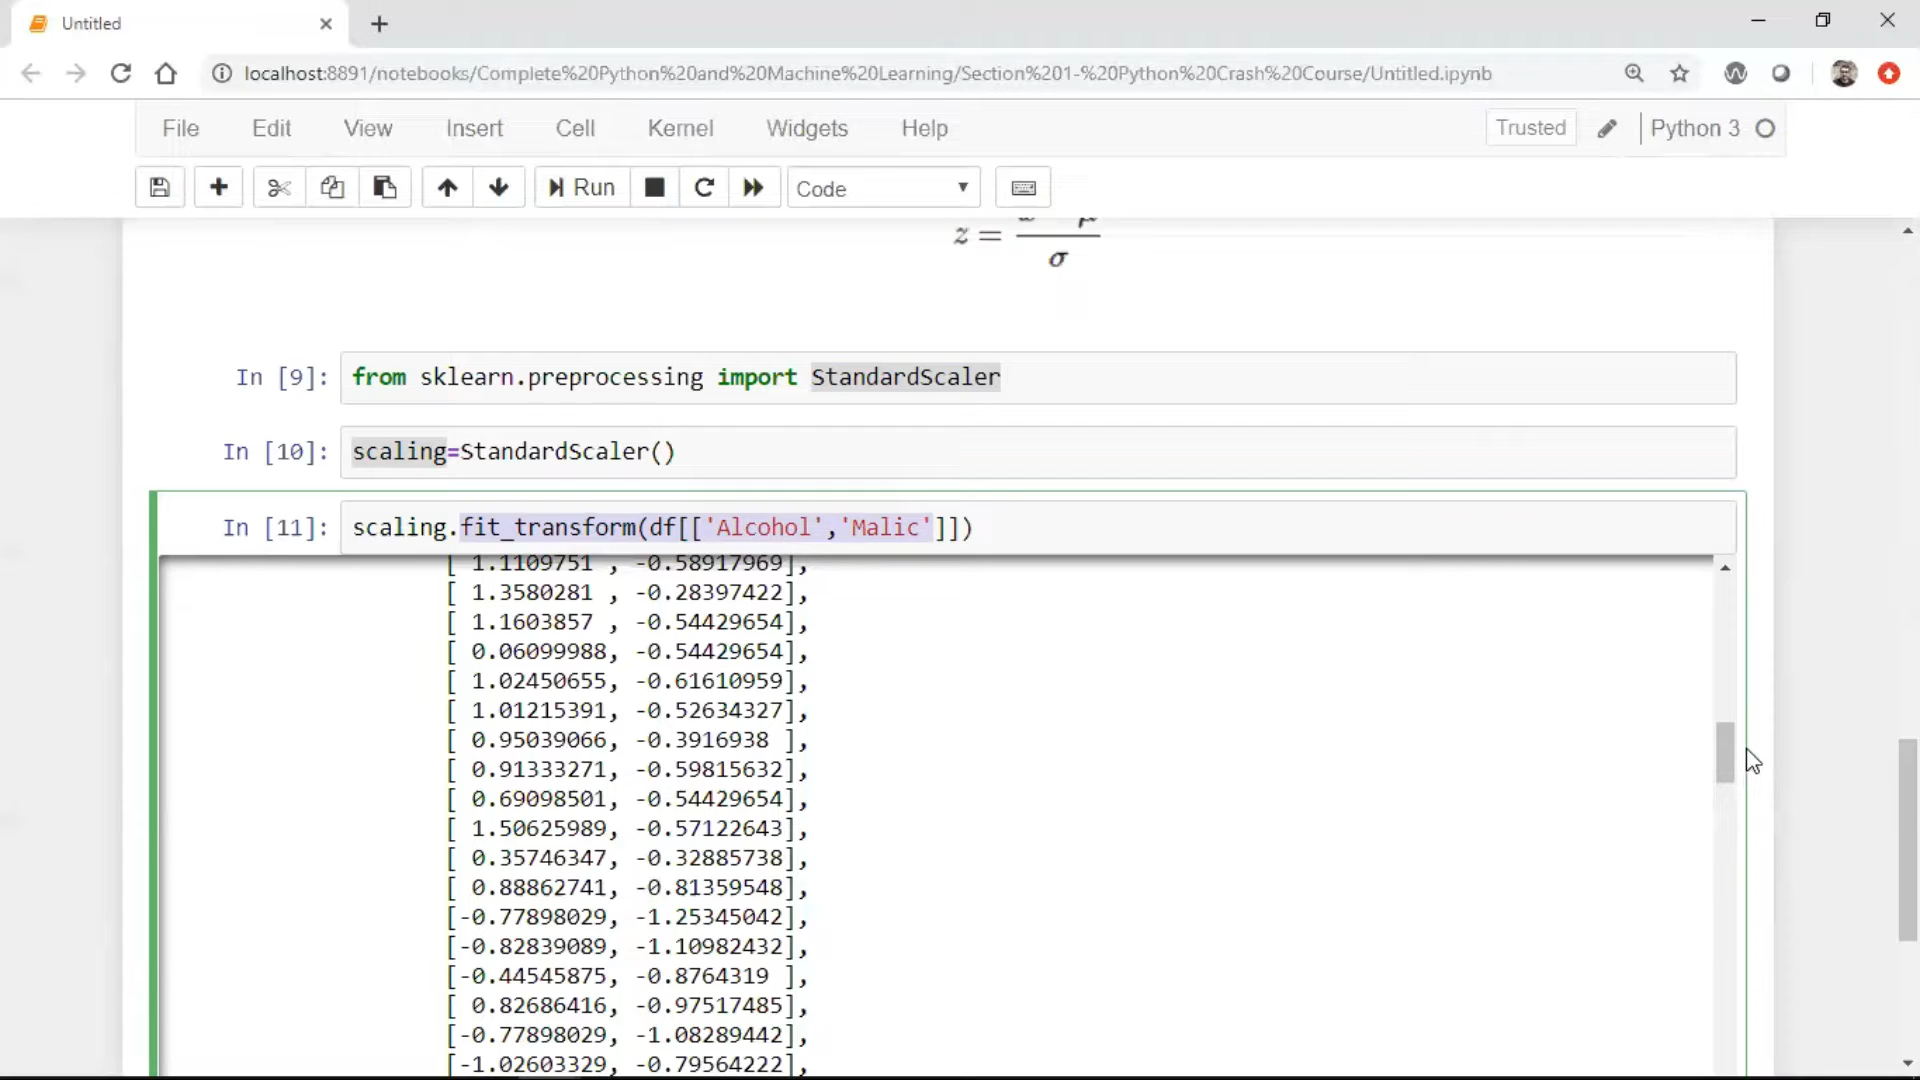 Untitled
localhost:8891/notebooks/Complete%20Python%20and%20Machine%20Learning/Section%201-%20Python%20Crash%20Course/Untitled.ipynb
File Edit View Insert Cell Kernel Widgets Help Trusted Python 3
Run Code
z = x - μ / σ
In [9]: from sklearn.preprocessing import StandardScaler
In [10]: scaling=StandardScaler()
In [11]: scaling.fit_transform(df[['Alcohol','Malic']])
[ 1.1109751 , -0.58917969],
[ 1.3580281 , -0.28397422],
[ 1.1603857 , -0.54429654],
[ 0.06099988, -0.54429654],
[ 1.02450655, -0.61610959],
[ 1.01215391, -0.52634327],
[ 0.95039066, -0.3916938 ],
[ 0.91333271, -0.59815632],
[ 0.69098501, -0.54429654],
[ 1.50625989, -0.57122643],
[ 0.35746347, -0.32885738],
[ 0.88862741, -0.81359548],
[-0.77898029, -1.25345042],
[-0.82839089, -1.10982432],
[-0.44545875, -0.8764319 ],
[ 0.82686416, -0.97517485],
[-0.77898029, -1.08289442],
[-1.02603329, -0.79564222],